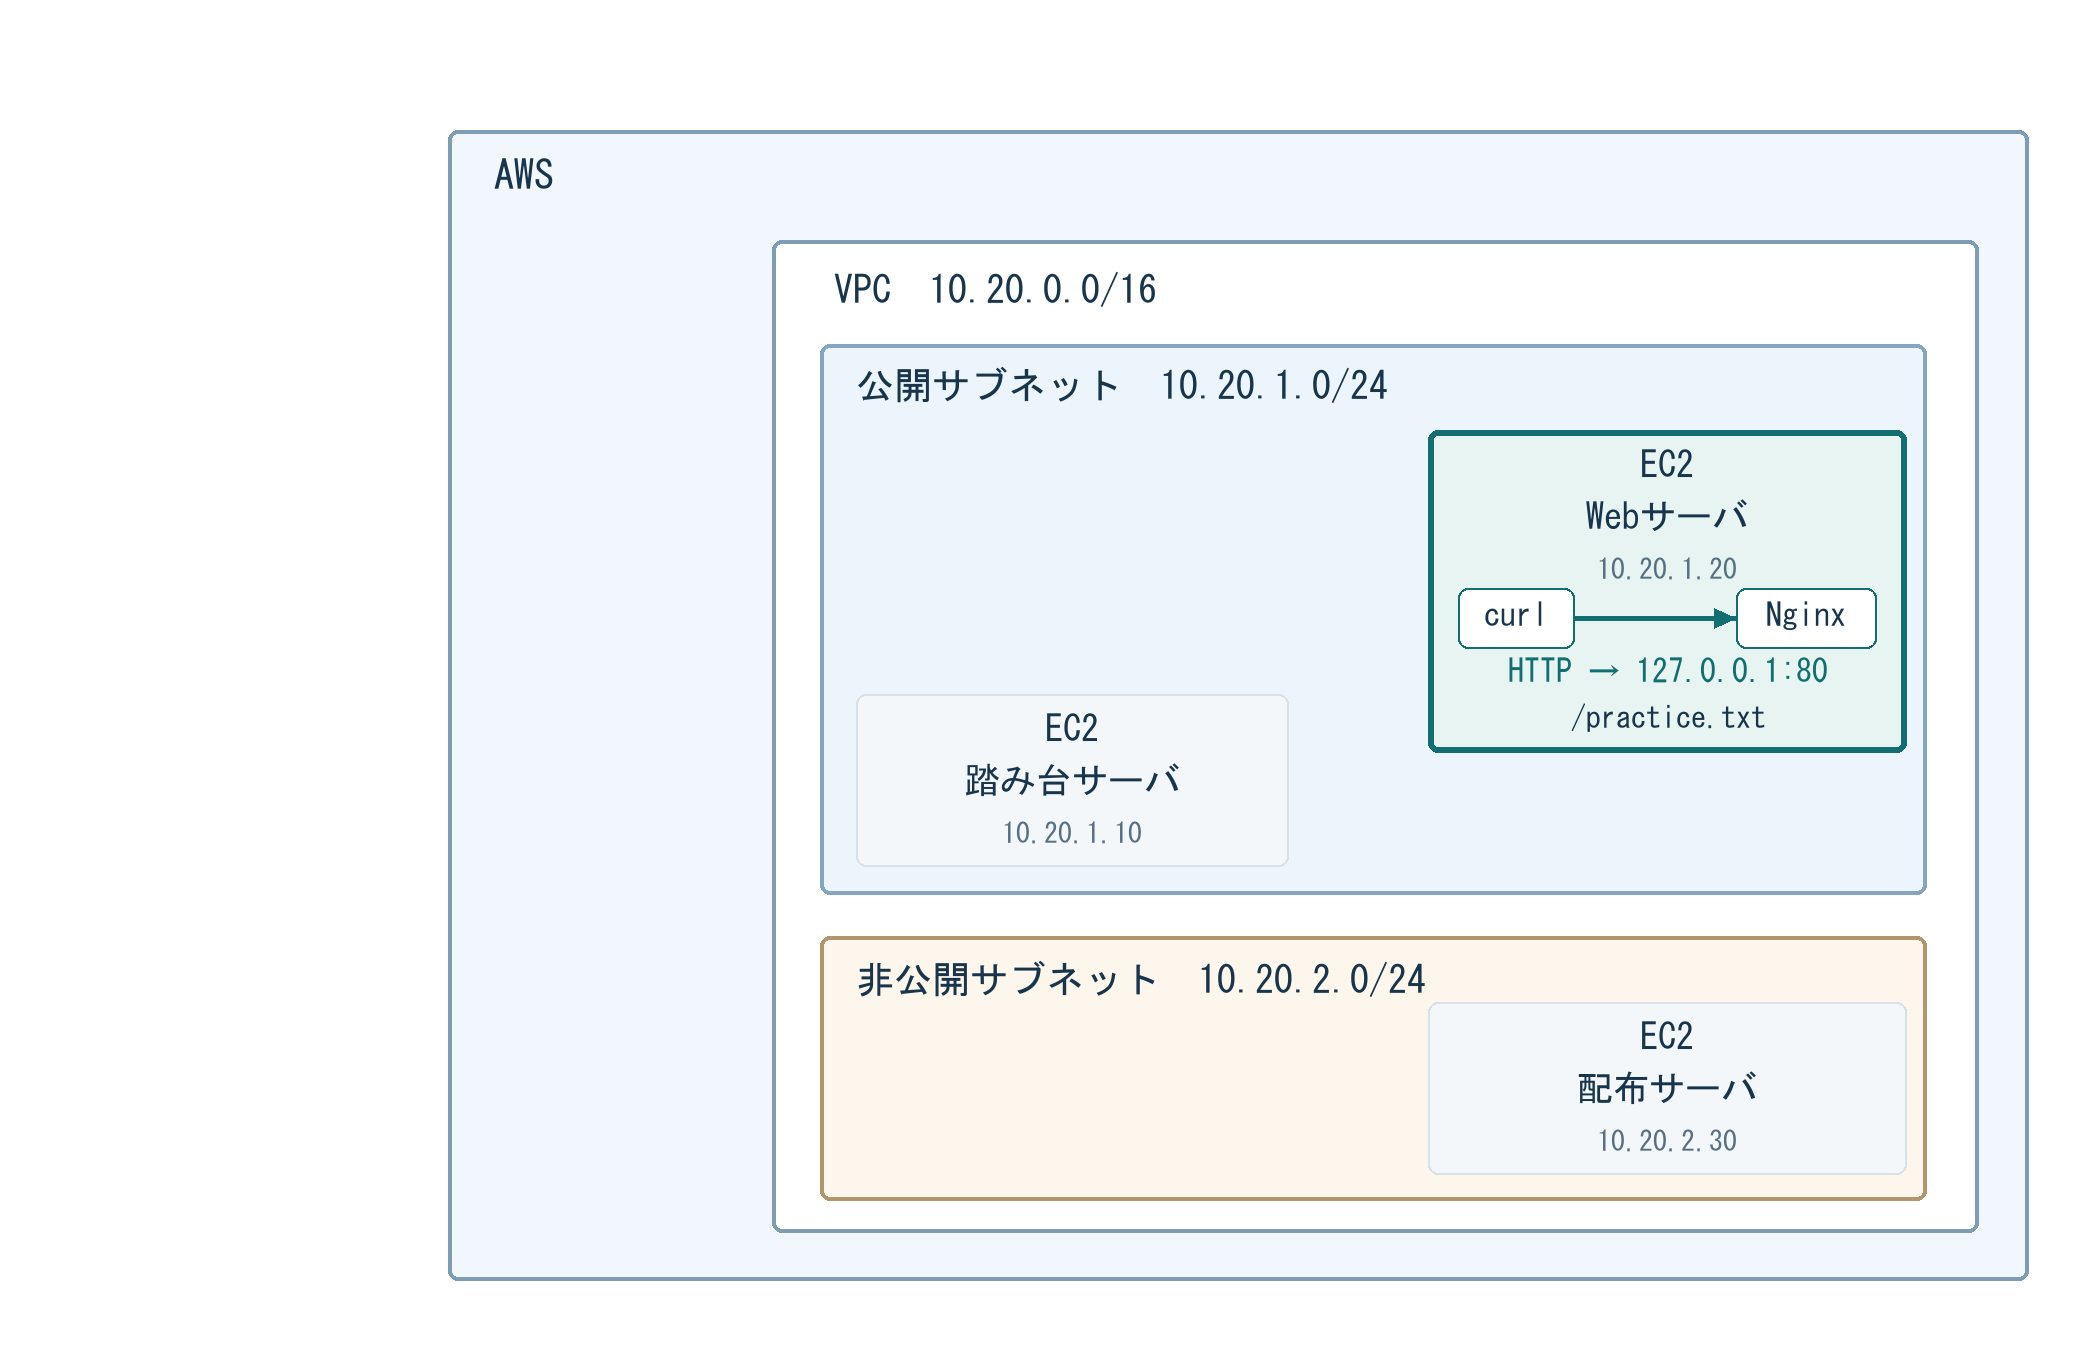 AWS
VPC　10.20.0.0/16
公開サブネット　10.20.1.0/24
EC2
Webサーバ
10.20.1.20
curl
Nginx
HTTP → 127.0.0.1:80
/practice.txt
EC2
踏み台サーバ
10.20.1.10
非公開サブネット　10.20.2.0/24
EC2
配布サーバ
10.20.2.30